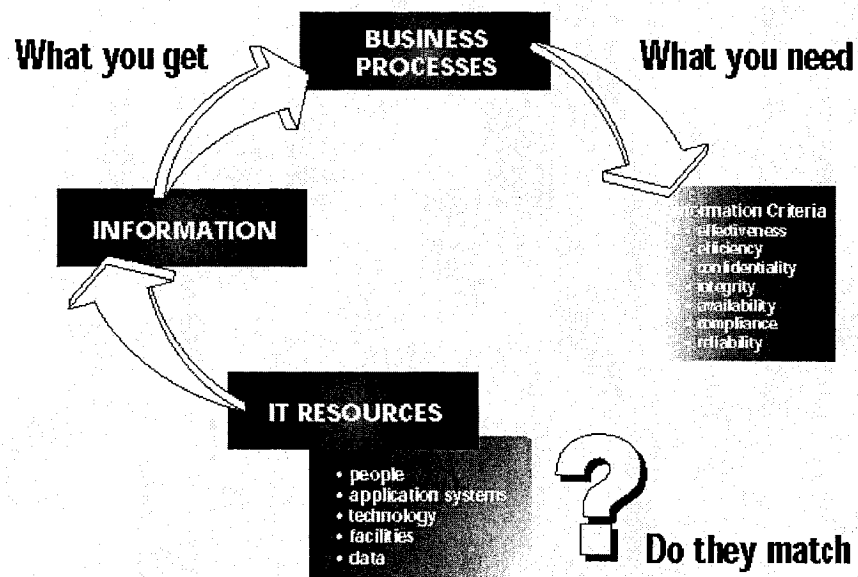 What you get
BUSINESS
PROCESSES
What you need
INFORMATION
Information Criteria
- effectiveness
- efficiency
- confidentiality
- integrity
- availability
- compliance
- reliability
IT RESOURCES
• people
• application systems
• technology
• facilities
• data
?
Do they match